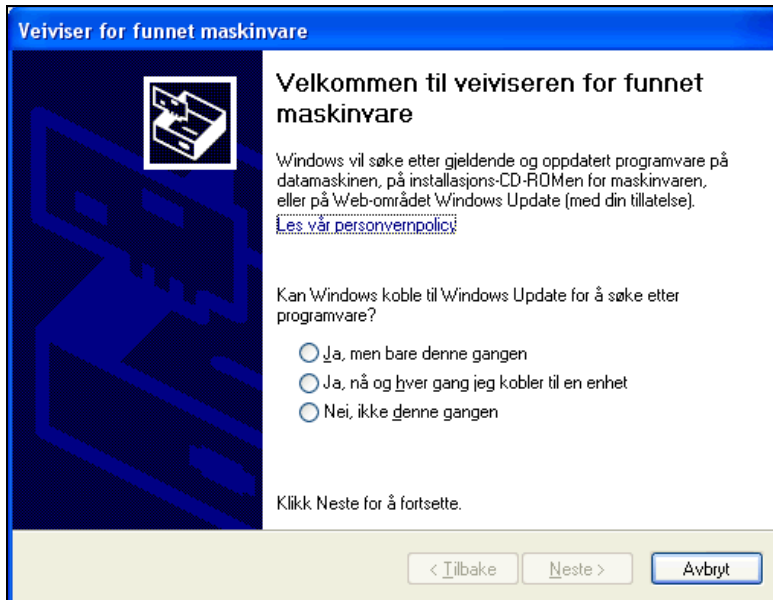 Veiviser for funnet maskinvare
Velkommen til veiviseren for funnet
maskinvare
Windows vil søke etter gjeldende og oppdatert programvare på
datamaskinen, på installasjons-CD-ROMen for maskinvaren,
eller på Web-området Windows Update (med din tillatelse).
Les vår personvernpolicy
Kan Windows koble til Windows Update for å søke etter
programvare?
Ja, men bare denne gangen
Ja, nå og hver gang jeg kobler til en enhet
Nei, ikke denne gangen
Klikk Neste for å fortsette.
< Tilbake
Neste >
Avbryt